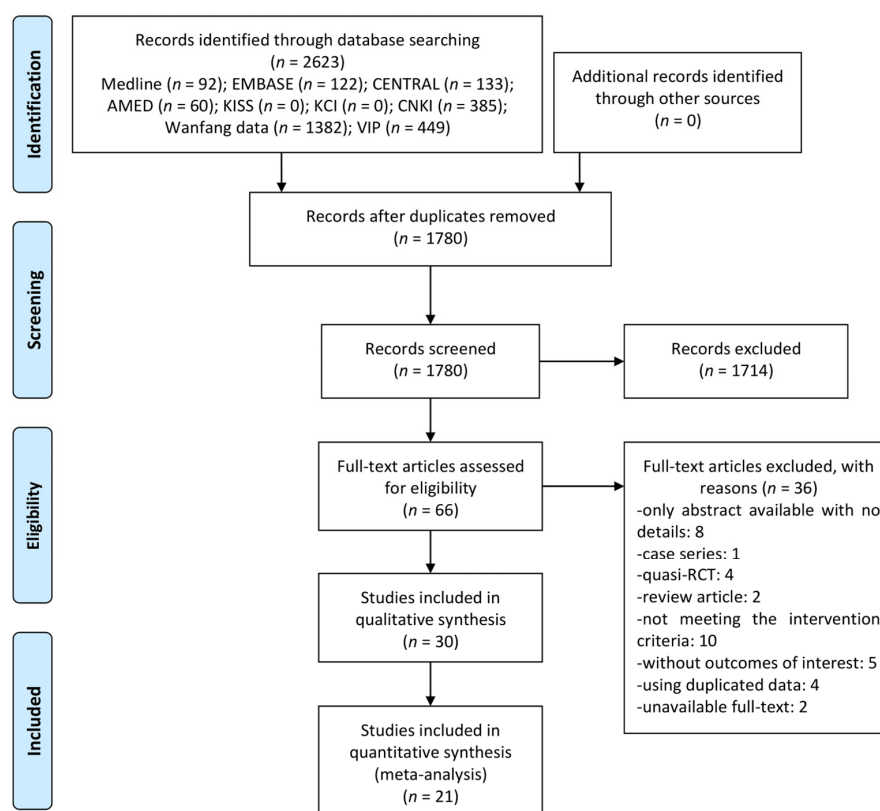 Identification
Records identified through database searching
(n = 2623)
Medline (n = 92); EMBASE (n = 122); CENTRAL (n = 133);
AMED (n = 60); KISS (n = 0); KCI (n = 0); CNKI (n = 385);
Wanfang data (n = 1382); VIP (n = 449)
Additional records identified
through other sources
(n = 0)
Records after duplicates removed
(n = 1780)
Screening
Records screened
(n = 1780)
Records excluded
(n = 1714)
Eligibility
Full-text articles assessed
for eligibility
(n = 66)
Full-text articles excluded, with
reasons (n = 36)
-only abstract available with no
details: 8
-case series: 1
-quasi-RCT: 4
-review article: 2
-not meeting the intervention
criteria: 10
-without outcomes of interest: 5
-using duplicated data: 4
-unavailable full-text: 2
Studies included in
qualitative synthesis
(n = 30)
Included
Studies included in
quantitative synthesis
(meta-analysis)
(n = 21)